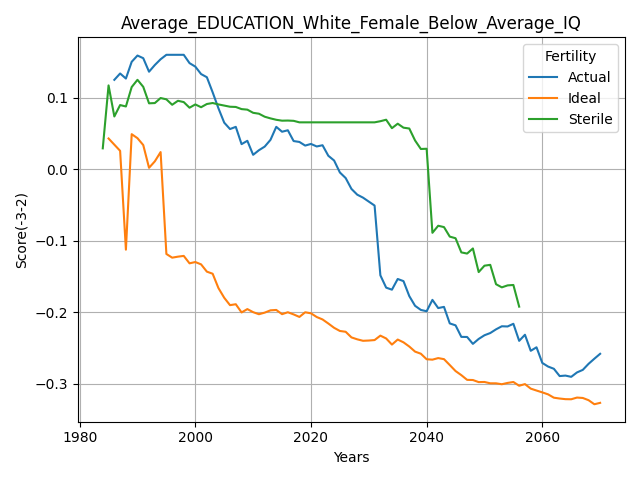 Average_EDUCATION_White_Female_Below_Average_IQ
Fertility
Actual
Ideal
Sterile
Score(-3-2)
0.1
0.0
−0.1
−0.2
−0.3
1980
2000
2020
2040
2060
Years